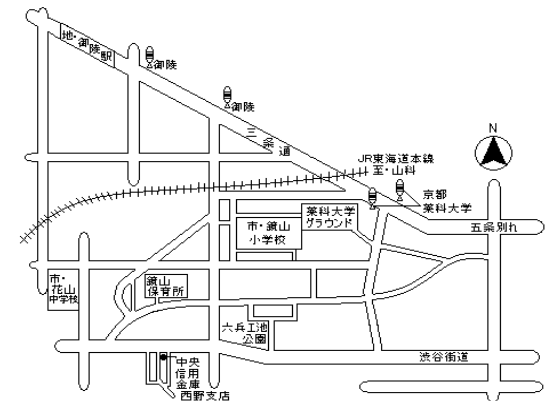 地・御陵駅
御陵
御陵
三条通
JR東海道本線
至・山科
N
京都
薬科大学
薬科大学
グラウンド
五条別れ
市・鏡山
小学校
市・
花山
中学校
鏡山
保育所
六兵エ池
公園
渋谷街道
中央
信用
金庫
西野支店